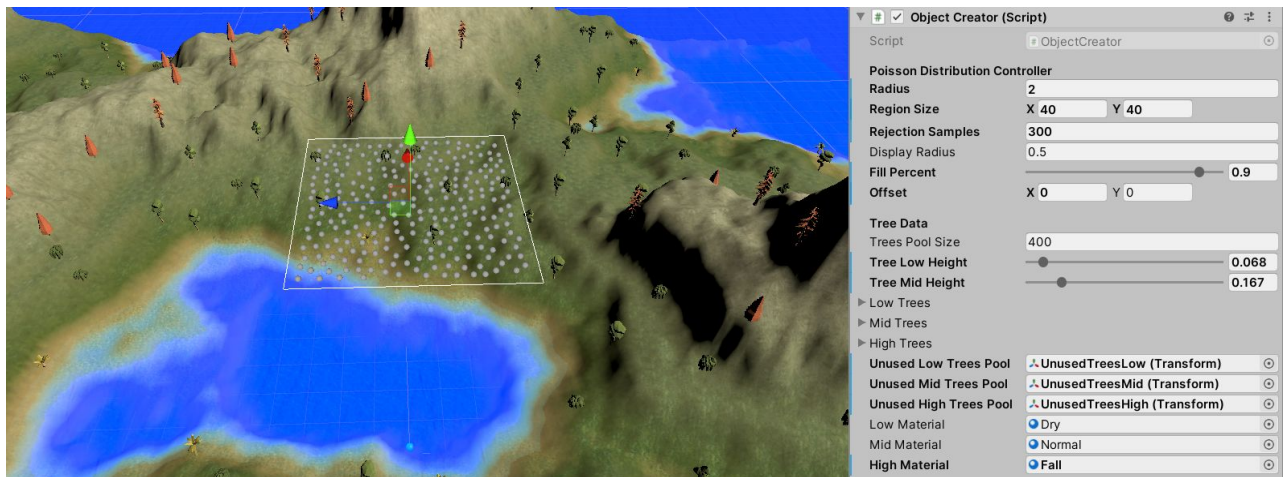 Object Creator (Script)
Script ObjectCreator
Poisson Distribution Controller
Radius 2
Region Size X 40 Y 40
Rejection Samples 300
Display Radius 0.5
Fill Percent 0.9
Offset X 0 Y 0
Tree Data
Trees Pool Size 400
Tree Low Height 0.068
Tree Mid Height 0.167
Low Trees
Mid Trees
High Trees
Unused Low Trees Pool UnusedTreesLow (Transform)
Unused Mid Trees Pool UnusedTreesMid (Transform)
Unused High Trees Pool UnusedTreesHigh (Transform)
Low Material Dry
Mid Material Normal
High Material Fall